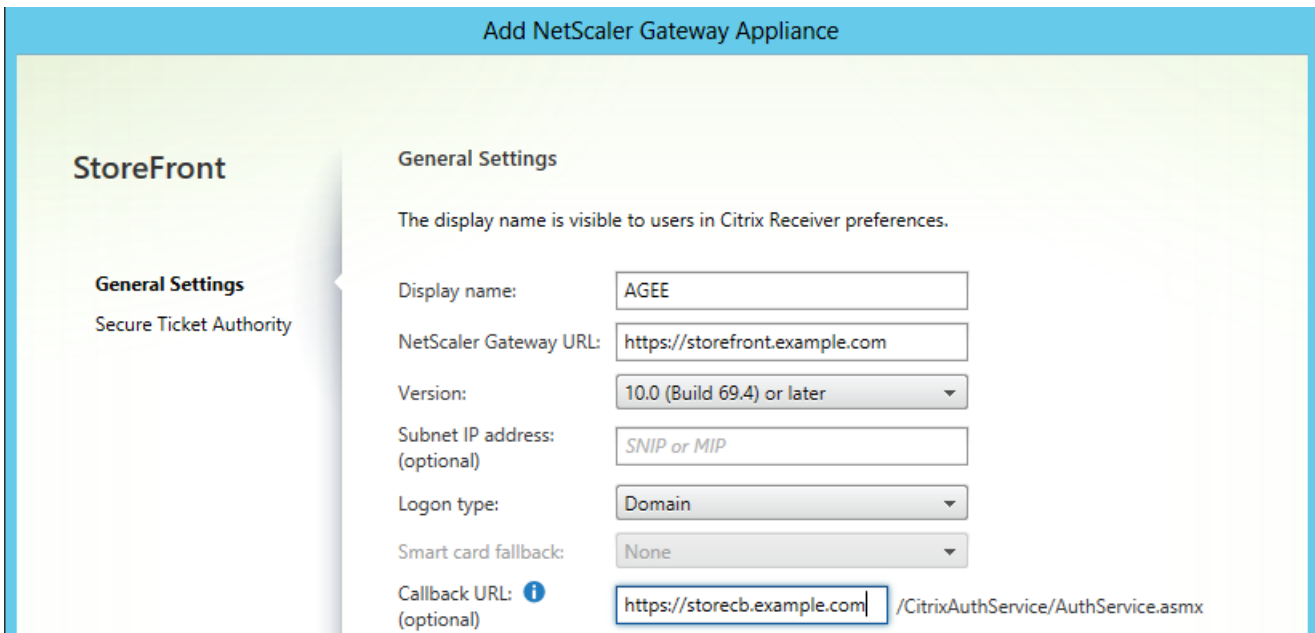 Add NetScaler Gateway Appliance
StoreFront
General Settings
Secure Ticket Authority
General Settings
The display name is visible to users in Citrix Receiver preferences.
Display name: AGEE
NetScaler Gateway URL: https://storefront.example.com
Version: 10.0 (Build 69.4) or later
Subnet IP address: SNIP or MIP
(optional)
Logon type: Domain
Smart card fallback: None
Callback URL: https://storecb.example.com /CitrixAuthService/AuthService.asmx
(optional)